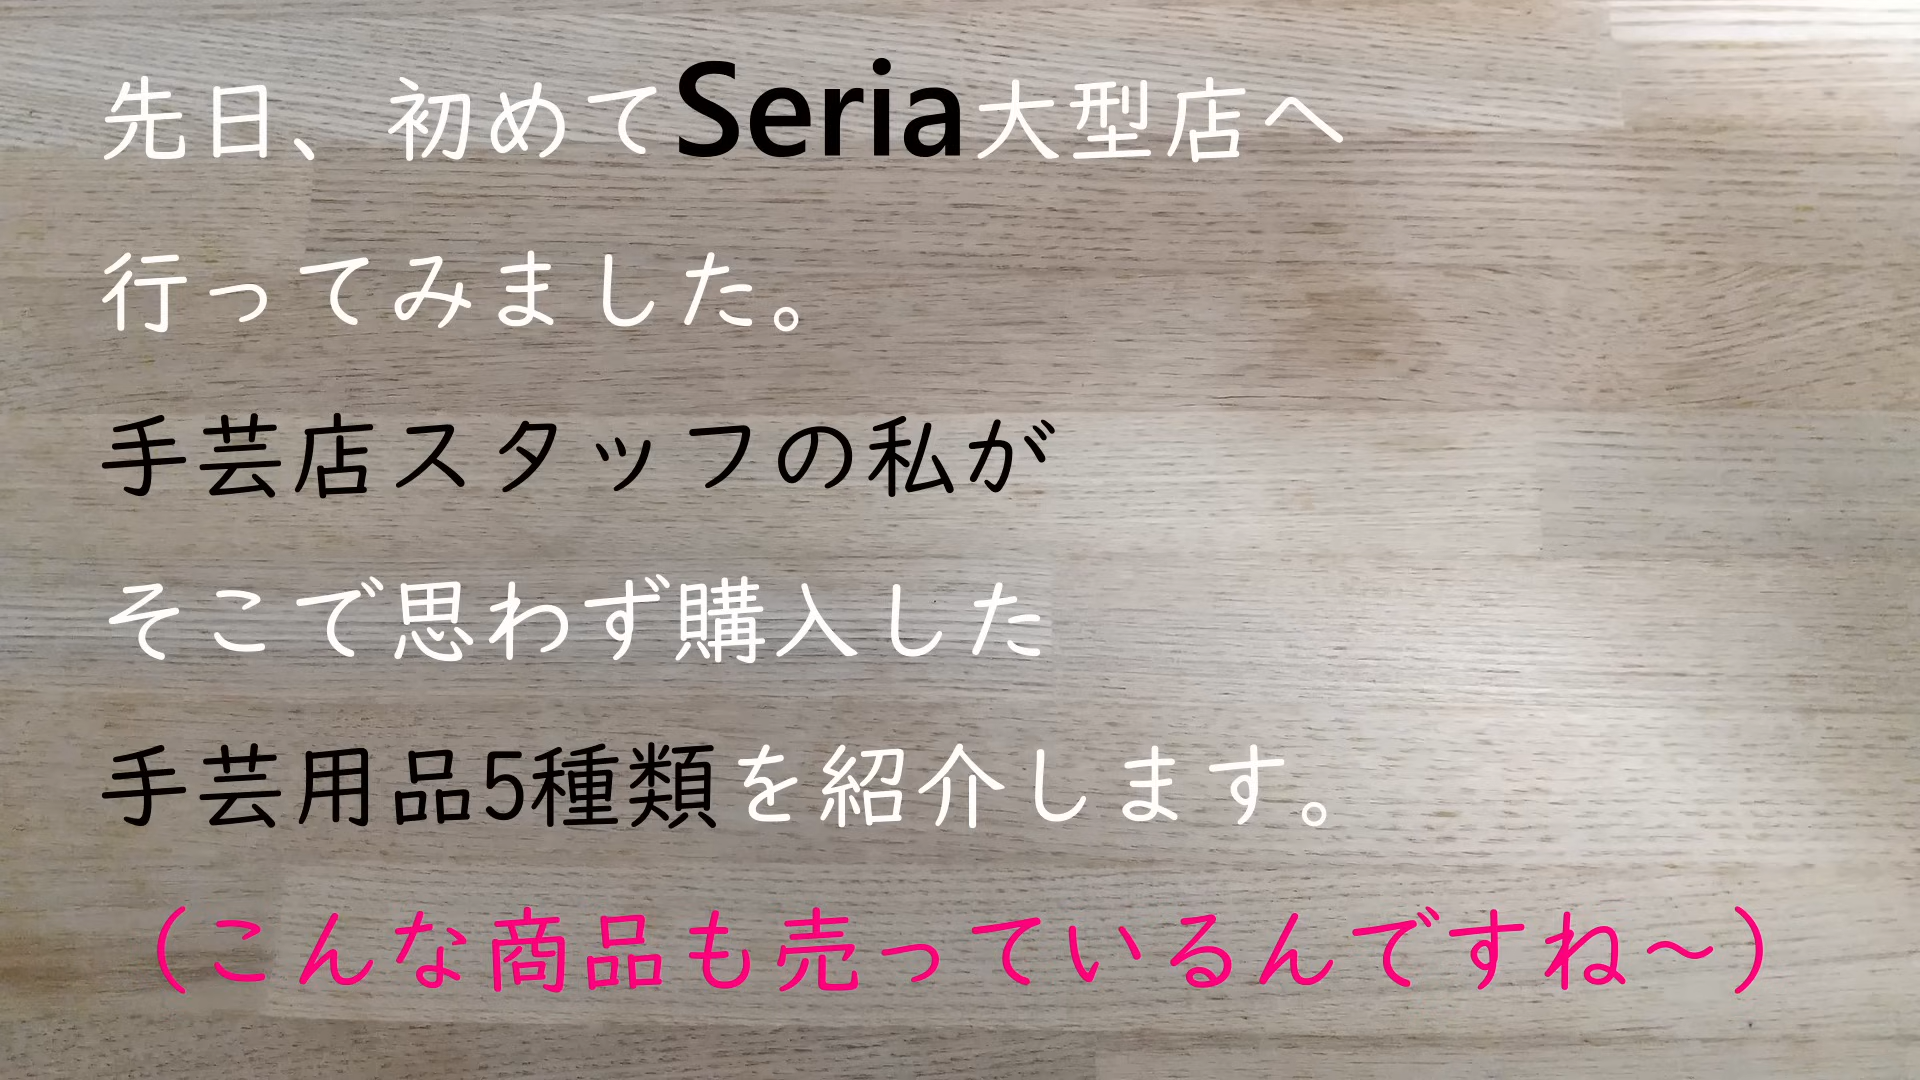 先日、初めてSeria大型店へ
行ってみました。
手芸店スタッフの私が
そこで思わず購入した
手芸用品5種類を紹介します。
（こんな商品も売っているんですね～）